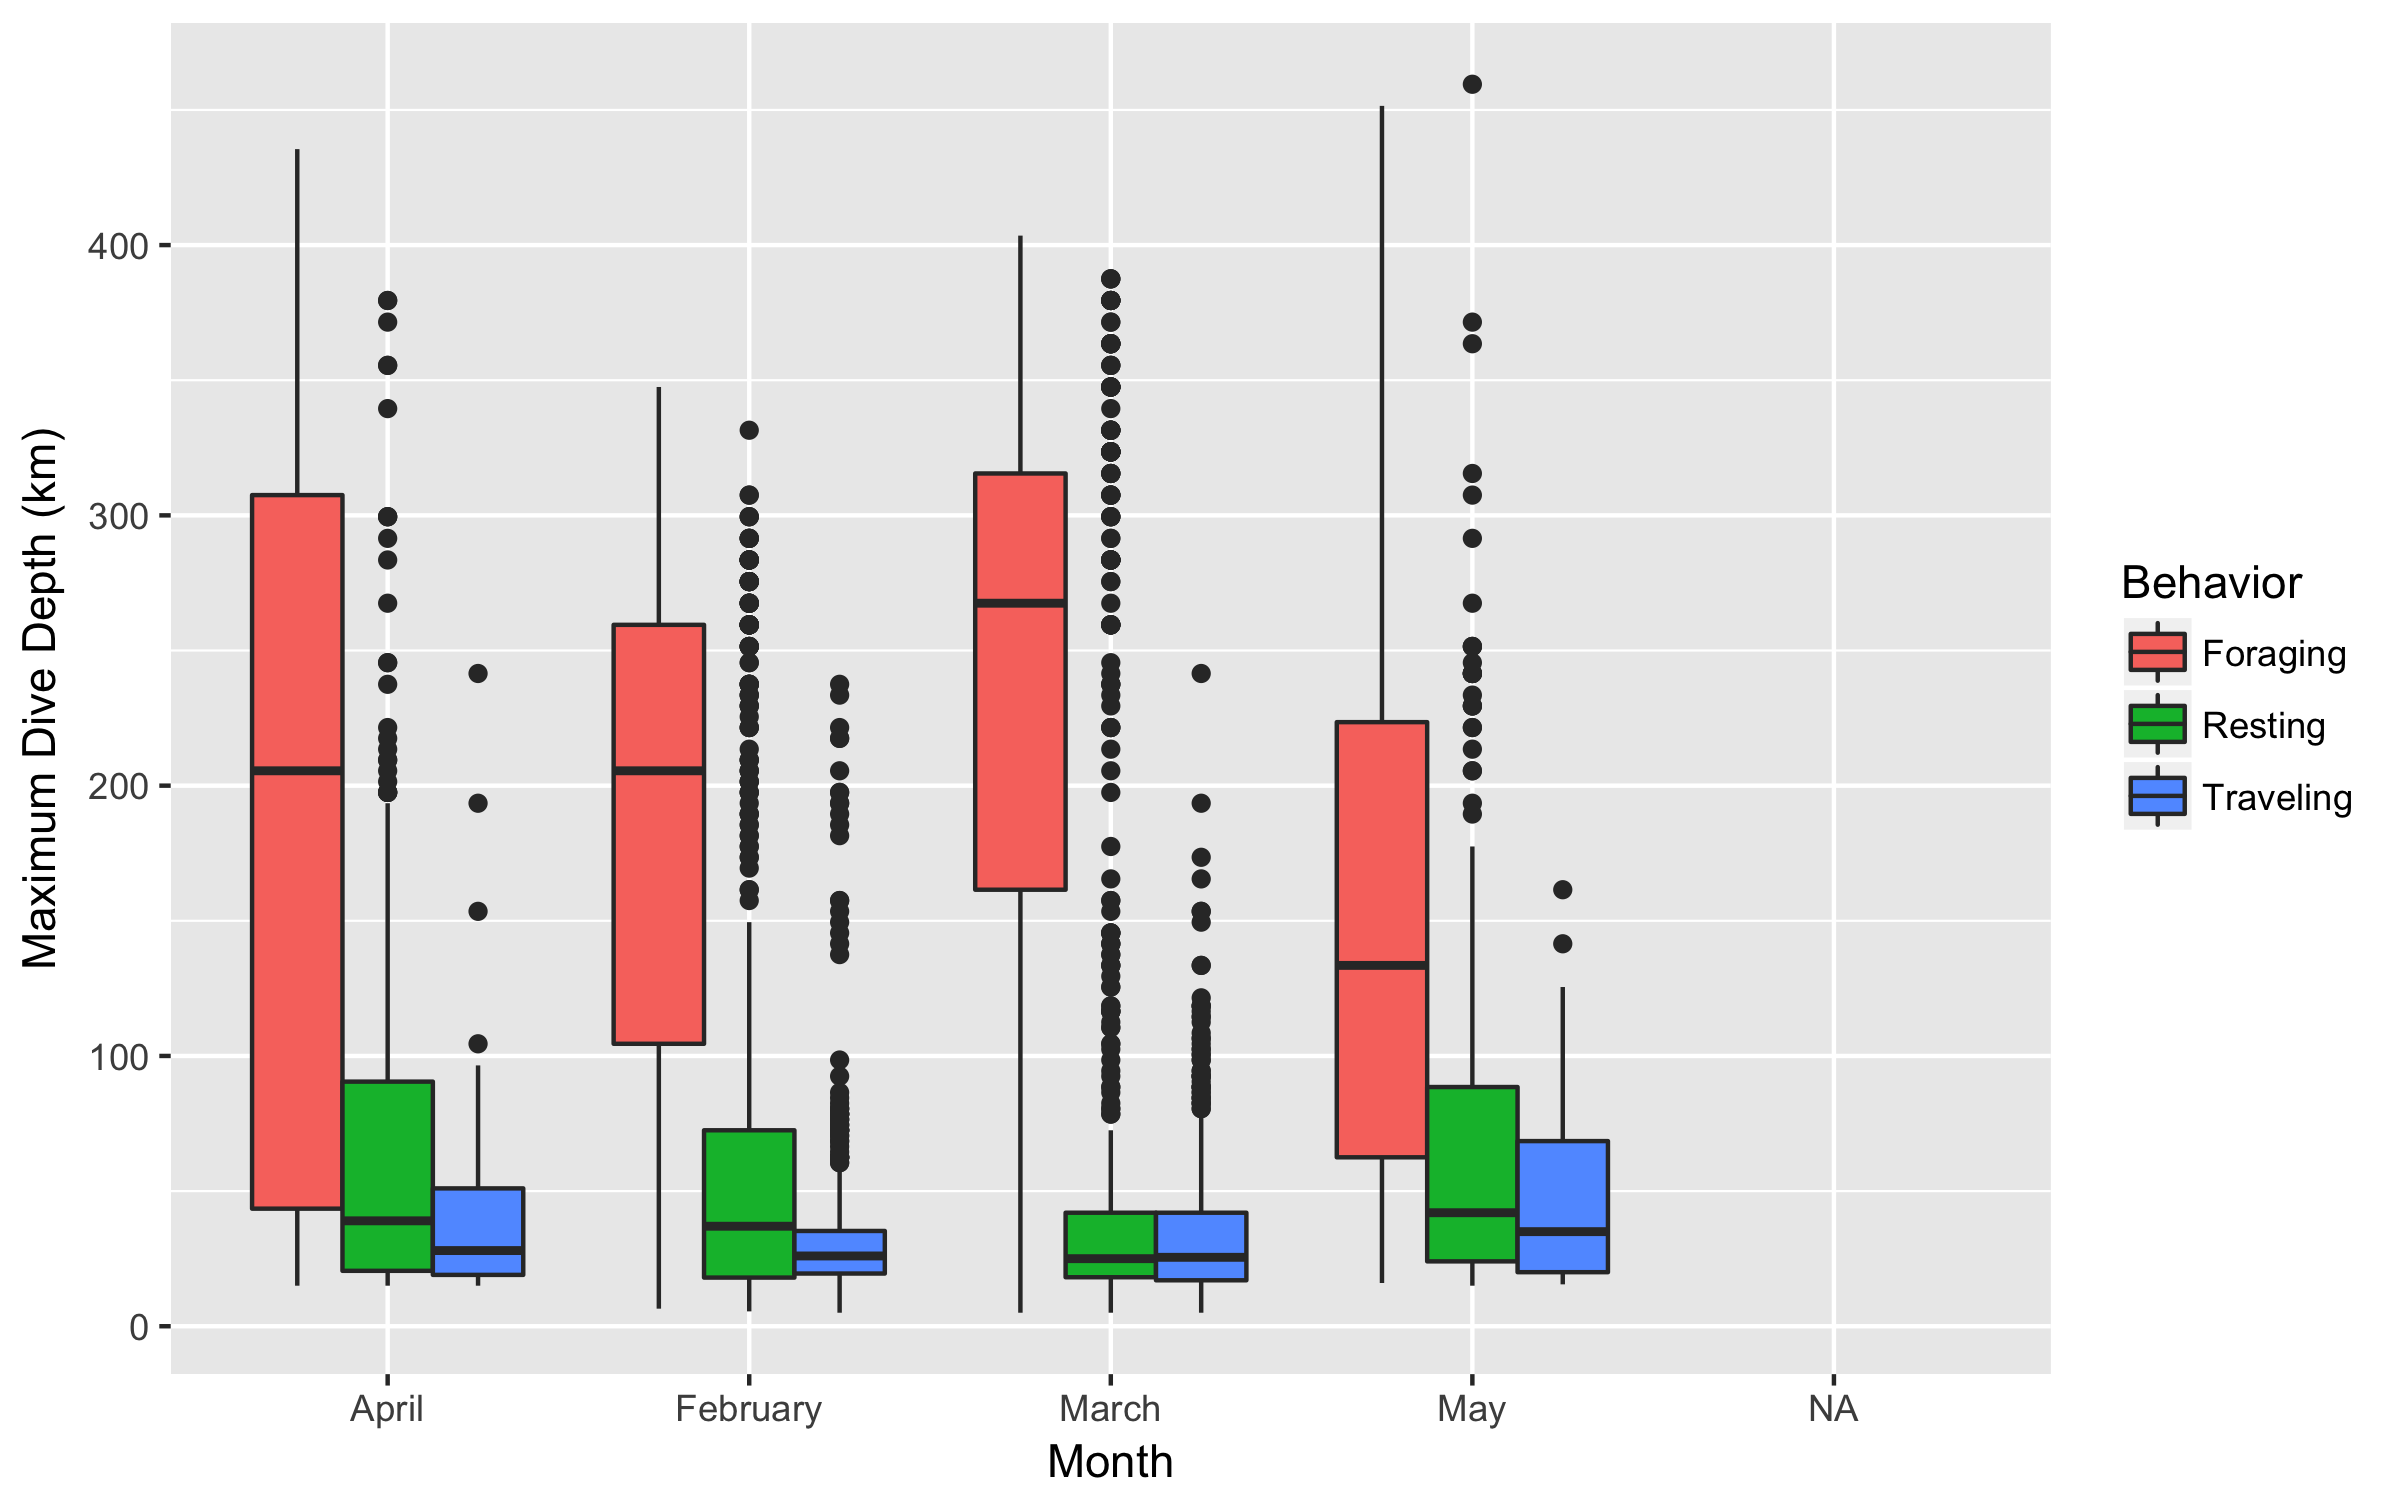 Maximum Dive Depth (km)
400
300
200
100
0
April February March May NA
Month
Behavior
Foraging
Resting
Traveling